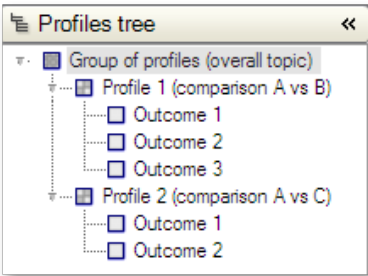 Profiles tree «
Group of profiles (overall topic)
Profile 1 (comparison A vs B)
Outcome 1
Outcome 2
Outcome 3
Profile 2 (comparison A vs C)
Outcome 1
Outcome 2